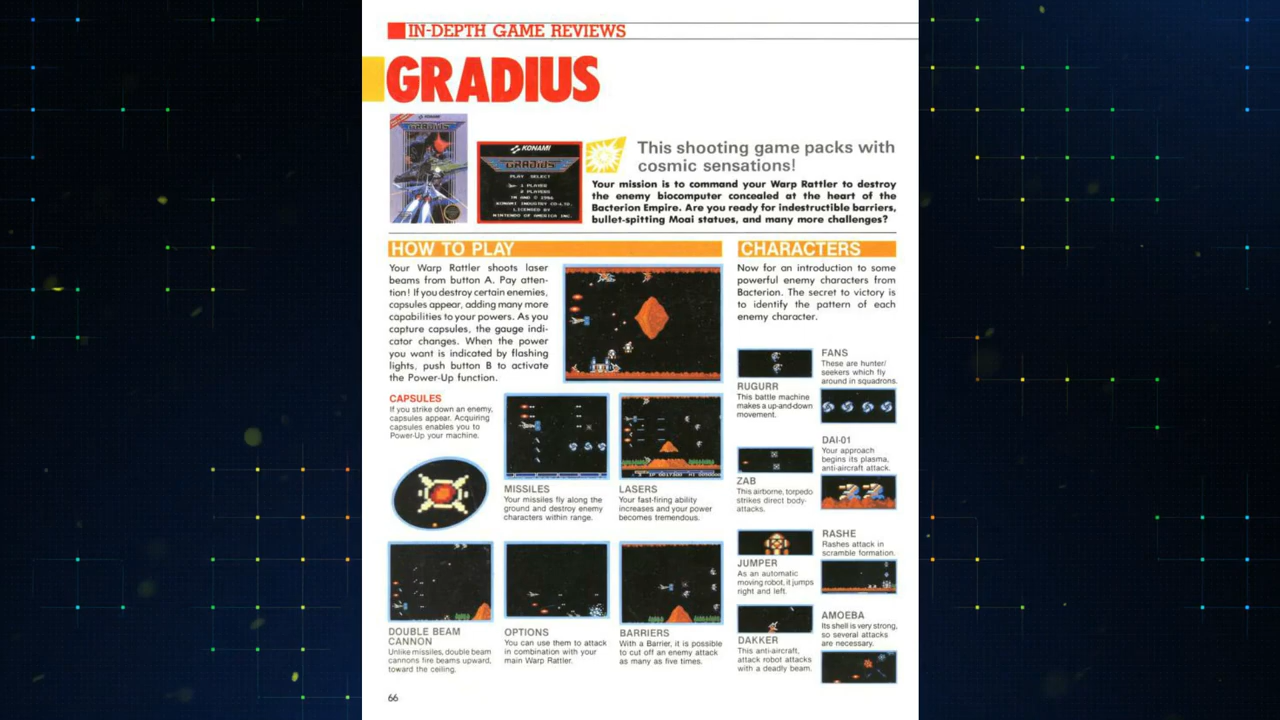 IN-DEPTH GAME REVIEWS
GRADIUS
KONAMI
GRADIUS
KONAMI
GRADIUS
PLAY SELECT
1 PLAYER
2 PLAYERS
TM AND © 1986
KONAMI INDUSTRY CO.,LTD.
LICENSED BY
NINTENDO OF AMERICA INC.
This shooting game packs with
cosmic sensations!
Your mission is to command your Warp Rattler to destroy
the enemy biocomputer concealed at the heart of the
Bacterion Empire. Are you ready for indestructible barriers,
bullet-spitting Moai statues, and many more challenges?
HOW TO PLAY
Your Warp Rattler shoots laser
beams from button A. Pay atten-
tion! If you destroy certain enemies,
capsules appear, adding many more
capabilities to your powers. As you
capture capsules, the gauge indi-
cator changes. When the power
you want is indicated by flashing
lights, push button B to activate
the Power-Up function.
CAPSULES
If you strike down an enemy,
capsules appear. Acquiring
capsules enables you to
Power-Up your machine.
MISSILES
Your missiles fly along the
ground and destroy enemy
characters within range.
LASERS
Your fast-firing ability
increases and your power
becomes tremendous.
DOUBLE BEAM
CANNON
Unlike missiles, double beam
cannons fire beams upward,
toward the ceiling.
OPTIONS
You can use them to attack
in combination with your
main Warp Rattler.
BARRIERS
With a Barrier, it is possible
to cut off an enemy attack
as many as five times.
CHARACTERS
Now for an introduction to some
powerful enemy characters from
Bacterion. The secret to victory is
to identify the pattern of each
enemy character.
RUGURR
This battle machine
makes a up-and-down
movement.
FANS
These are hunter/
seekers which fly
around in squadrons.
ZAB
This airborne, torpedo
strikes direct body-
attacks.
DAI-01
Your approach
begins its plasma,
anti-aircraft attack.
JUMPER
As an automatic
moving robot, it jumps
right and left.
RASHE
Rashes attack in
scramble formation.
DAKKER
This anti-aircraft,
attack robot attacks
with a deadly beam.
AMOEBA
Its shell is very strong,
so several attacks
are necessary.
66